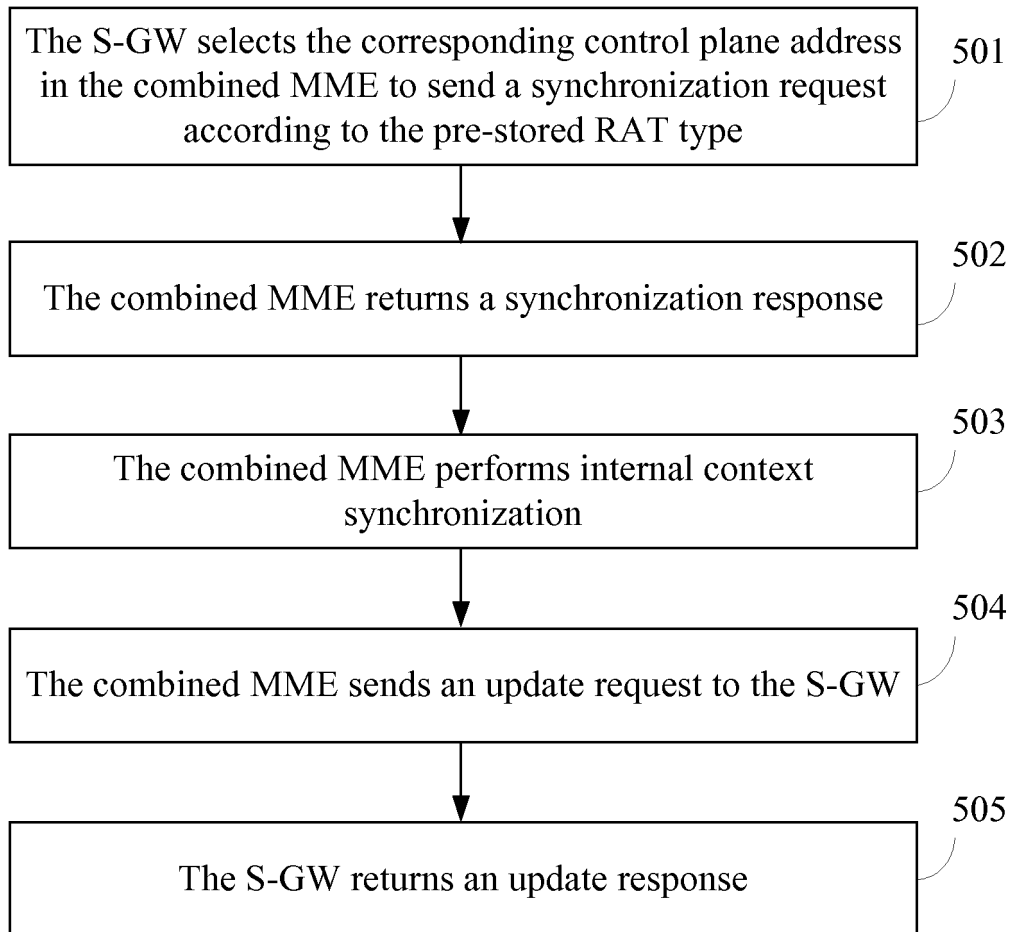 The S-GW selects the corresponding control plane address
in the combined MME to send a synchronization request
according to the pre-stored RAT type
501
The combined MME returns a synchronization response
502
The combined MME performs internal context
synchronization
503
The combined MME sends an update request to the S-GW
504
The S-GW returns an update response
505